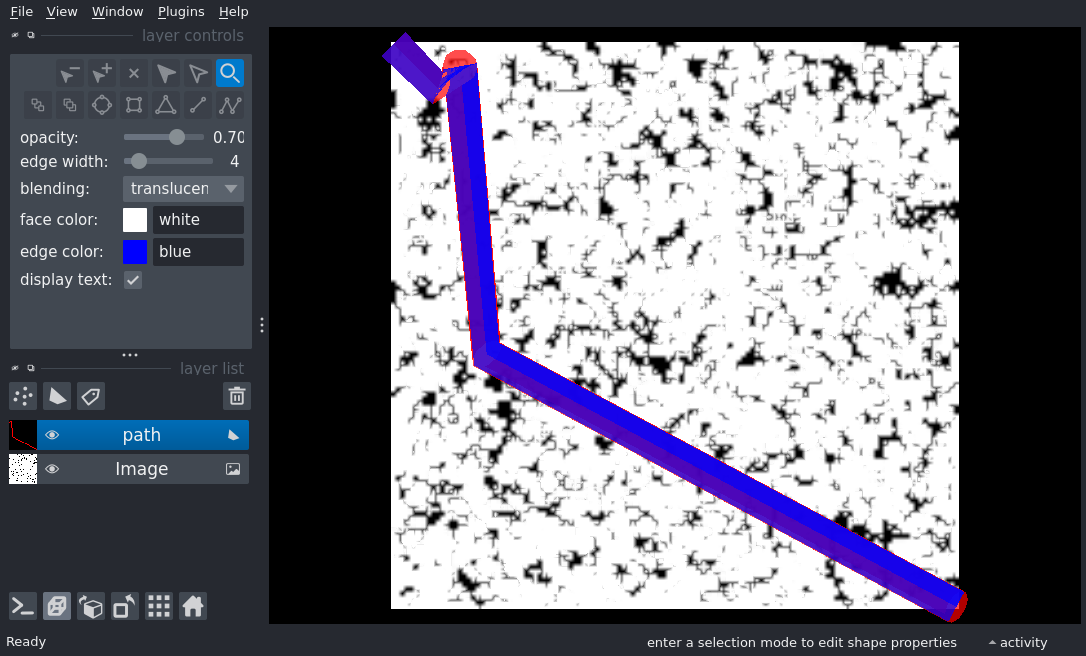 File View Window Plugins Help
layer controls
opacity: 0.70
edge width: 4
blending: translucen
face color: white
edge color: blue
display text:
layer list
path
Image
Ready enter a selection mode to edit shape properties activity